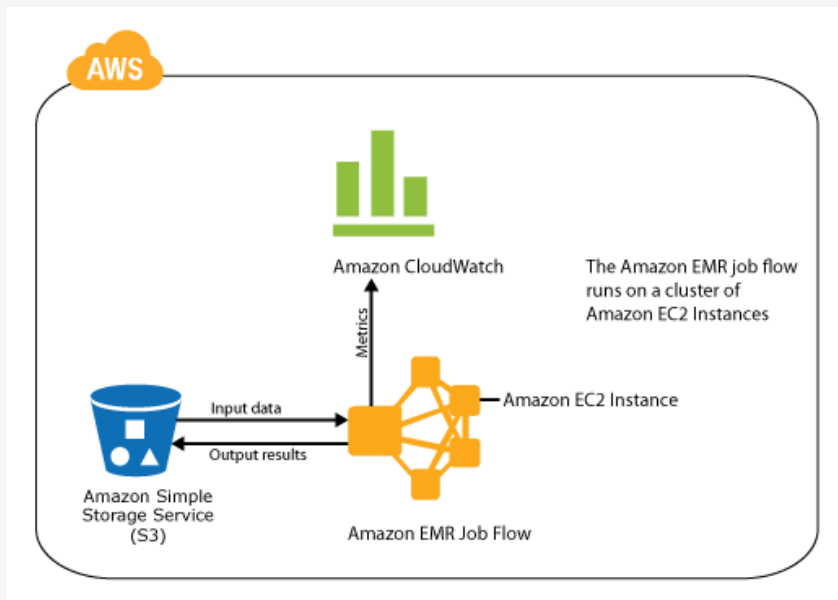 AWS
Amazon CloudWatch
The Amazon EMR job flow
runs on a cluster of
Amazon EC2 Instances
Metrics
Amazon EC2 Instance
Input data
Output results
Amazon Simple
Storage Service
(S3)
Amazon EMR Job Flow